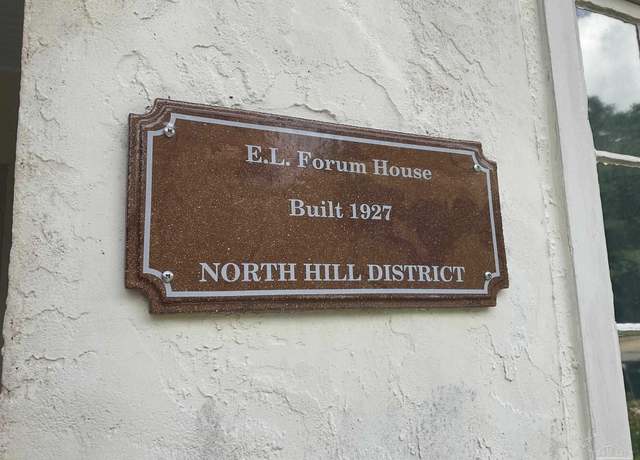 E.L. Forum House
Built 1927
NORTH HILL DISTRICT